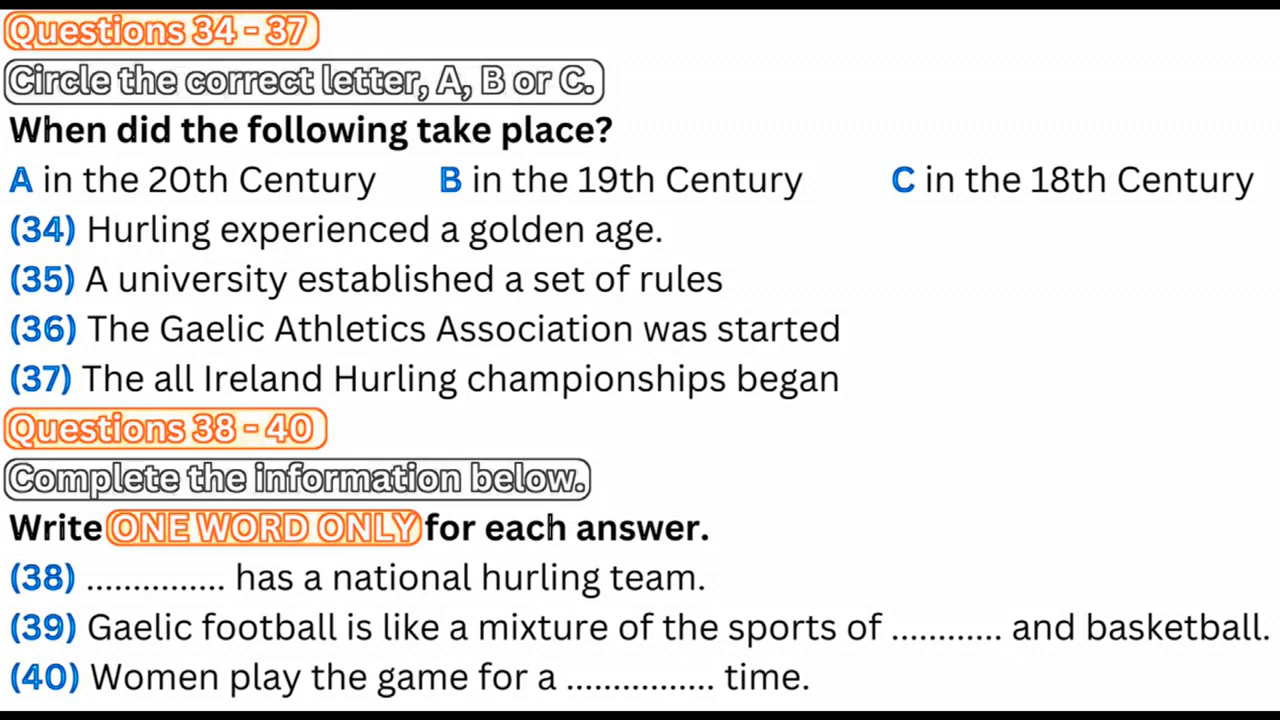 Questions 34 - 37
Circle the correct letter, A, B or C.
When did the following take place?
A in the 20th Century B in the 19th Century C in the 18th Century
(34) Hurling experienced a golden age.
(35) A university established a set of rules
(36) The Gaelic Athletics Association was started
(37) The all Ireland Hurling championships began
Questions 38 - 40
Complete the information below.
Write ONE WORD ONLY for each answer.
(38) ............... has a national hurling team.
(39) Gaelic football is like a mixture of the sports of ............ and basketball.
(40) Women play the game for a ................ time.